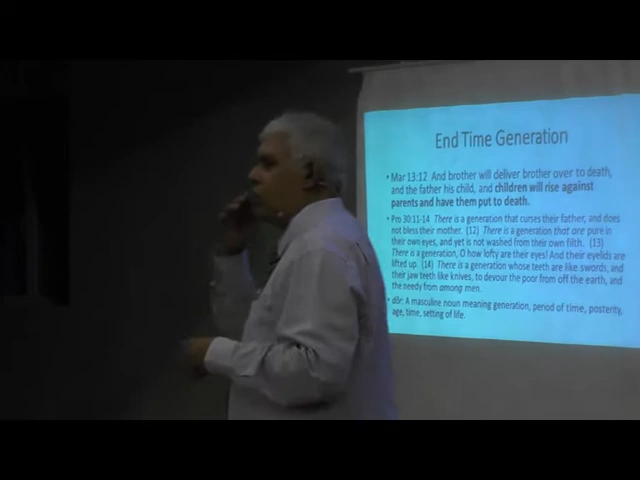 End Time Generation
• Mar 13:12 And brother will deliver brother over to death,
and the father his child, and children will rise against
parents and have them put to death.
• Pro 30:11-14 There is a generation that curses their father, and does
not bless their mother. (12) There is a generation that are pure in
their own eyes, and yet is not washed from their own filth. (13)
There is a generation, O how lofty are their eyes! And their eyelids are
lifted up. (14) There is a generation whose teeth are like swords, and
their jaw teeth like knives, to devour the poor from off the earth, and
the needy from among men.
• dôr: A masculine noun meaning generation, period of time, posterity,
age, time, setting of life.